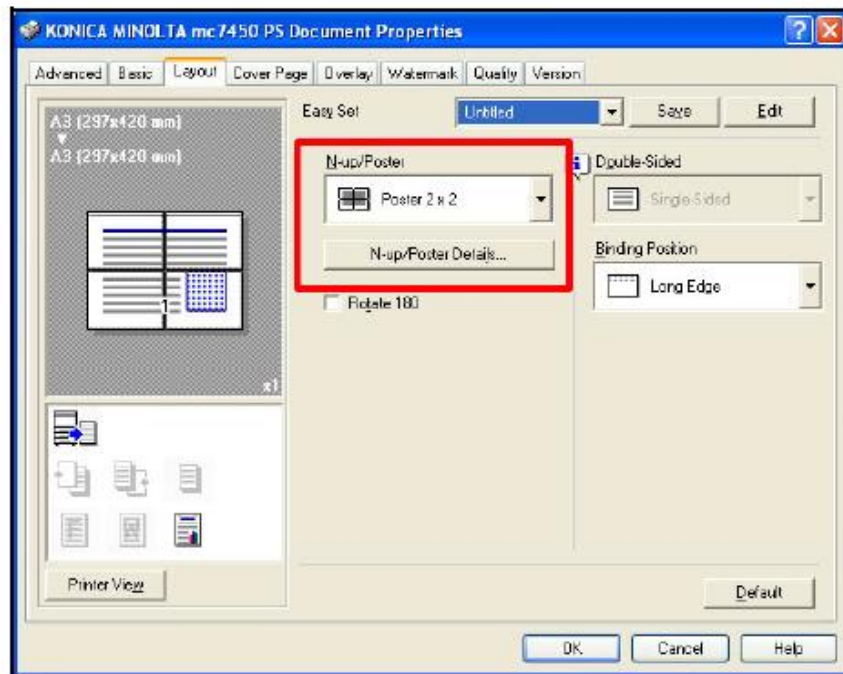 KONICA MINOLTA mc7450 PS Document Properties
Advanced Basic Layout Cover Page Overlay Watermark Quality Version
A3 (297x420 mm)
A3 (297x420 mm)
1
x1
Printer View
Easy Set Untitled Save Edit
N-up/Poster
Poster 2 x 2
N-up/Poster Details...
Rotate 180
Double-Sided
Single-Sided
Binding Position
Long Edge
Default
OK Cancel Help